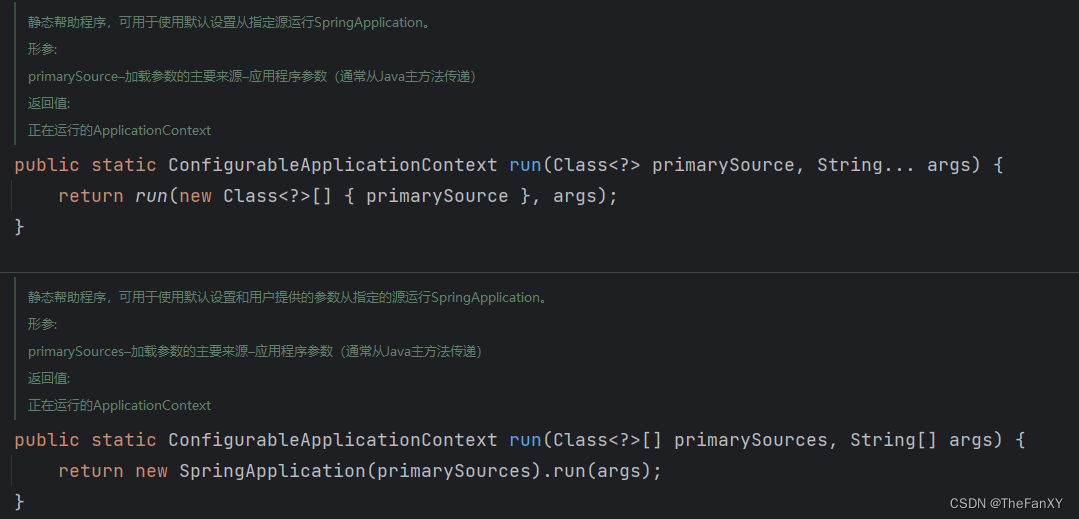 静态帮助程序，可用于使用默认设置从指定源运行SpringApplication。
形参:
primarySource–加载参数的主要来源–应用程序参数（通常从Java主方法传递）
返回值:
正在运行的ApplicationContext
public static ConfigurableApplicationContext run(Class<?> primarySource, String... args) {
    return run(new Class<?>[] { primarySource }, args);
}
静态帮助程序，可用于使用默认设置和用户提供的参数从指定的源运行SpringApplication。
形参:
primarySources–加载参数的主要来源–应用程序参数（通常从Java主方法传递）
返回值:
正在运行的ApplicationContext
public static ConfigurableApplicationContext run(Class<?>[] primarySources, String[] args) {
    return new SpringApplication(primarySources).run(args);
}
CSDN @TheFanXY